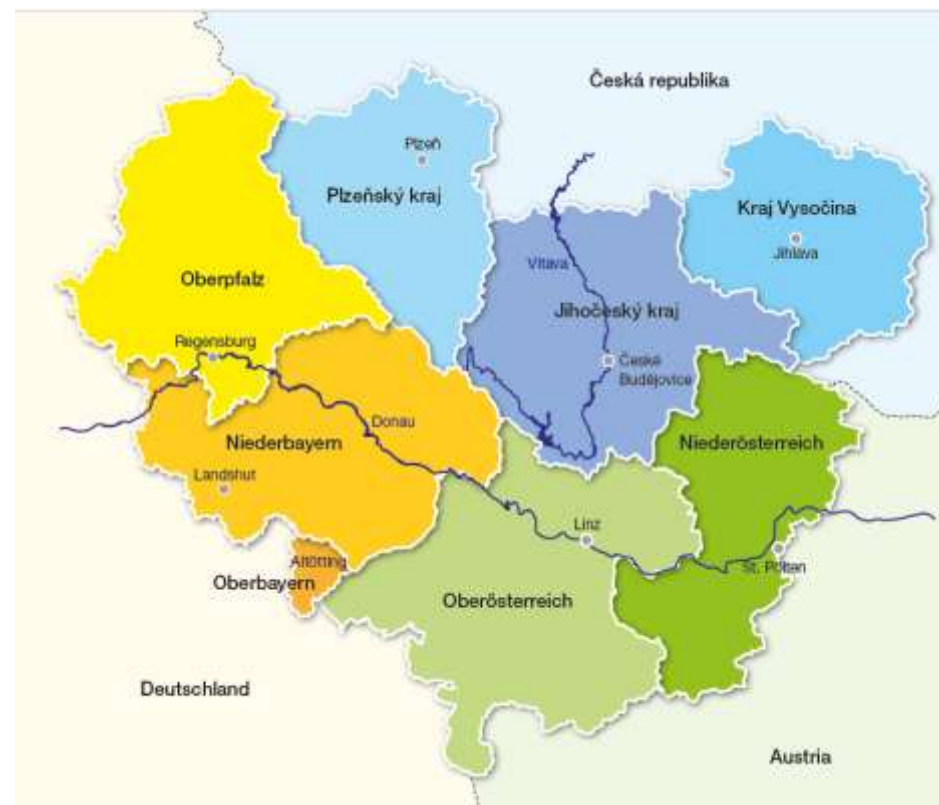 Česká republika
Plzeň
Plzeňský kraj
Kraj Vysočina
Jihlava
Vltava
Oberpfalz
Jihočeský kraj
Regensburg
České
Budějovice
Donau
Niederbayern
Niederösterreich
Landshut
Linz
Altötting
St. Pölten
Oberbayern
Oberösterreich
Deutschland
Austria